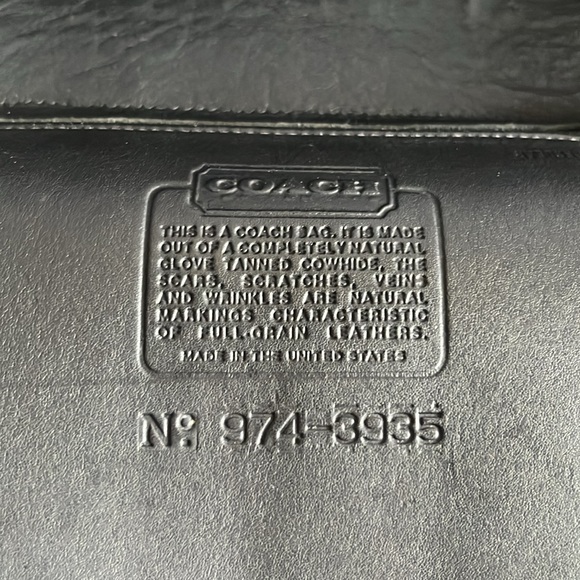 COACH
THIS IS A COACH BAG. IT IS MADE
OUT OF A COMPLETELY NATURAL
GLOVE TANNED COWHIDE, THE
SCARS, SCRATCHES, VEINS
AND WRINKLES ARE NATURAL
MARKINGS CHARACTERISTIC
OF FULL-GRAIN LEATHERS.
MADE IN THE UNITED STATES
No: 974-3935